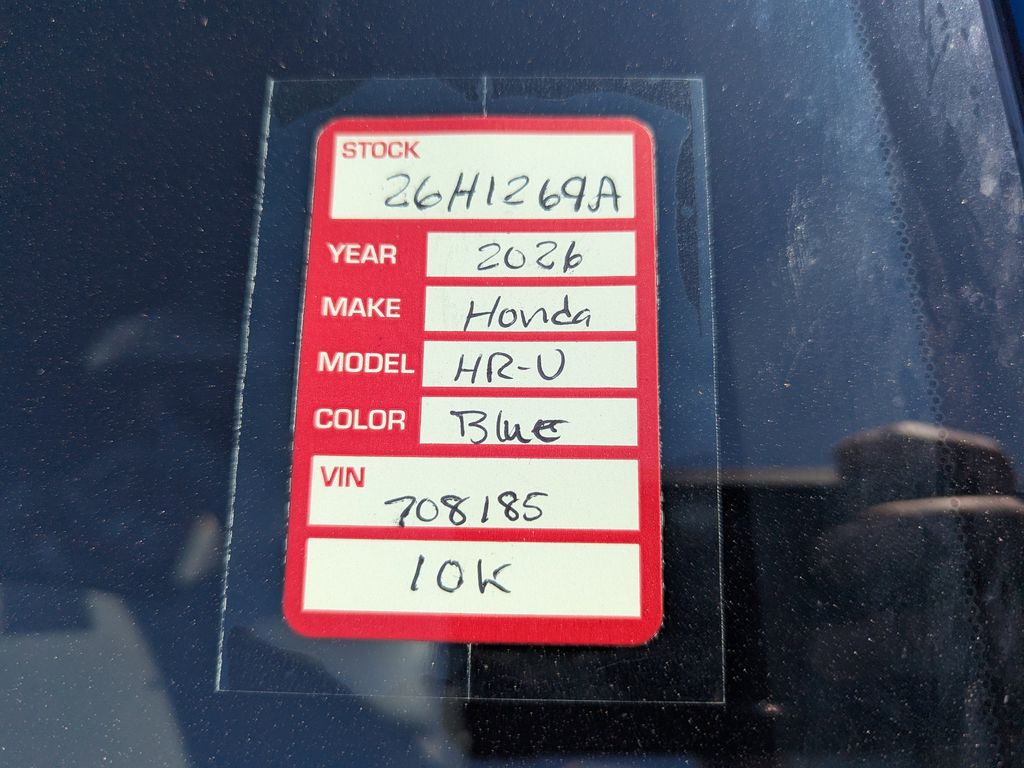 STOCK
26H1269A
YEAR 2026
MAKE Honda
MODEL HR-V
COLOR Blue
VIN
708185
10K